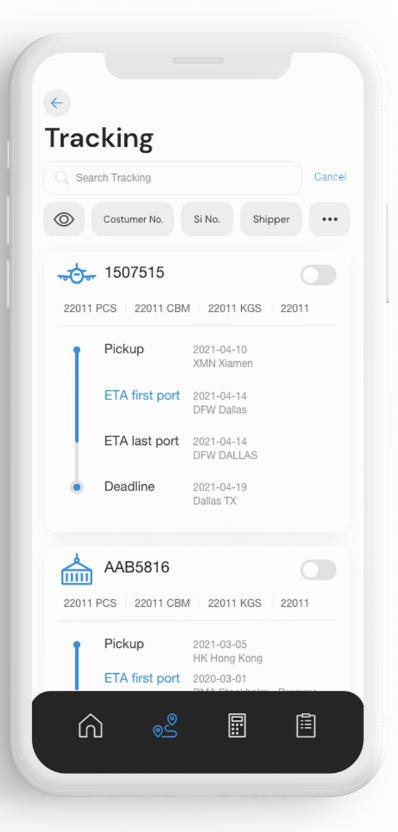 Tracking
Search Tracking Cancel
Costumer No. Si No. Shipper
1507515
22011 PCS 22011 CBM 22011 KGS 22011
Pickup 2021-04-10
XMN Xiamen
ETA first port 2021-04-14
DFW Dallas
ETA last port 2021-04-14
DFW DALLAS
Deadline 2021-04-19
Dallas TX
AAB5816
22011 PCS 22011 CBM 22011 KGS 22011
Pickup 2021-03-05
HK Hong Kong
ETA first port 2020-03-01